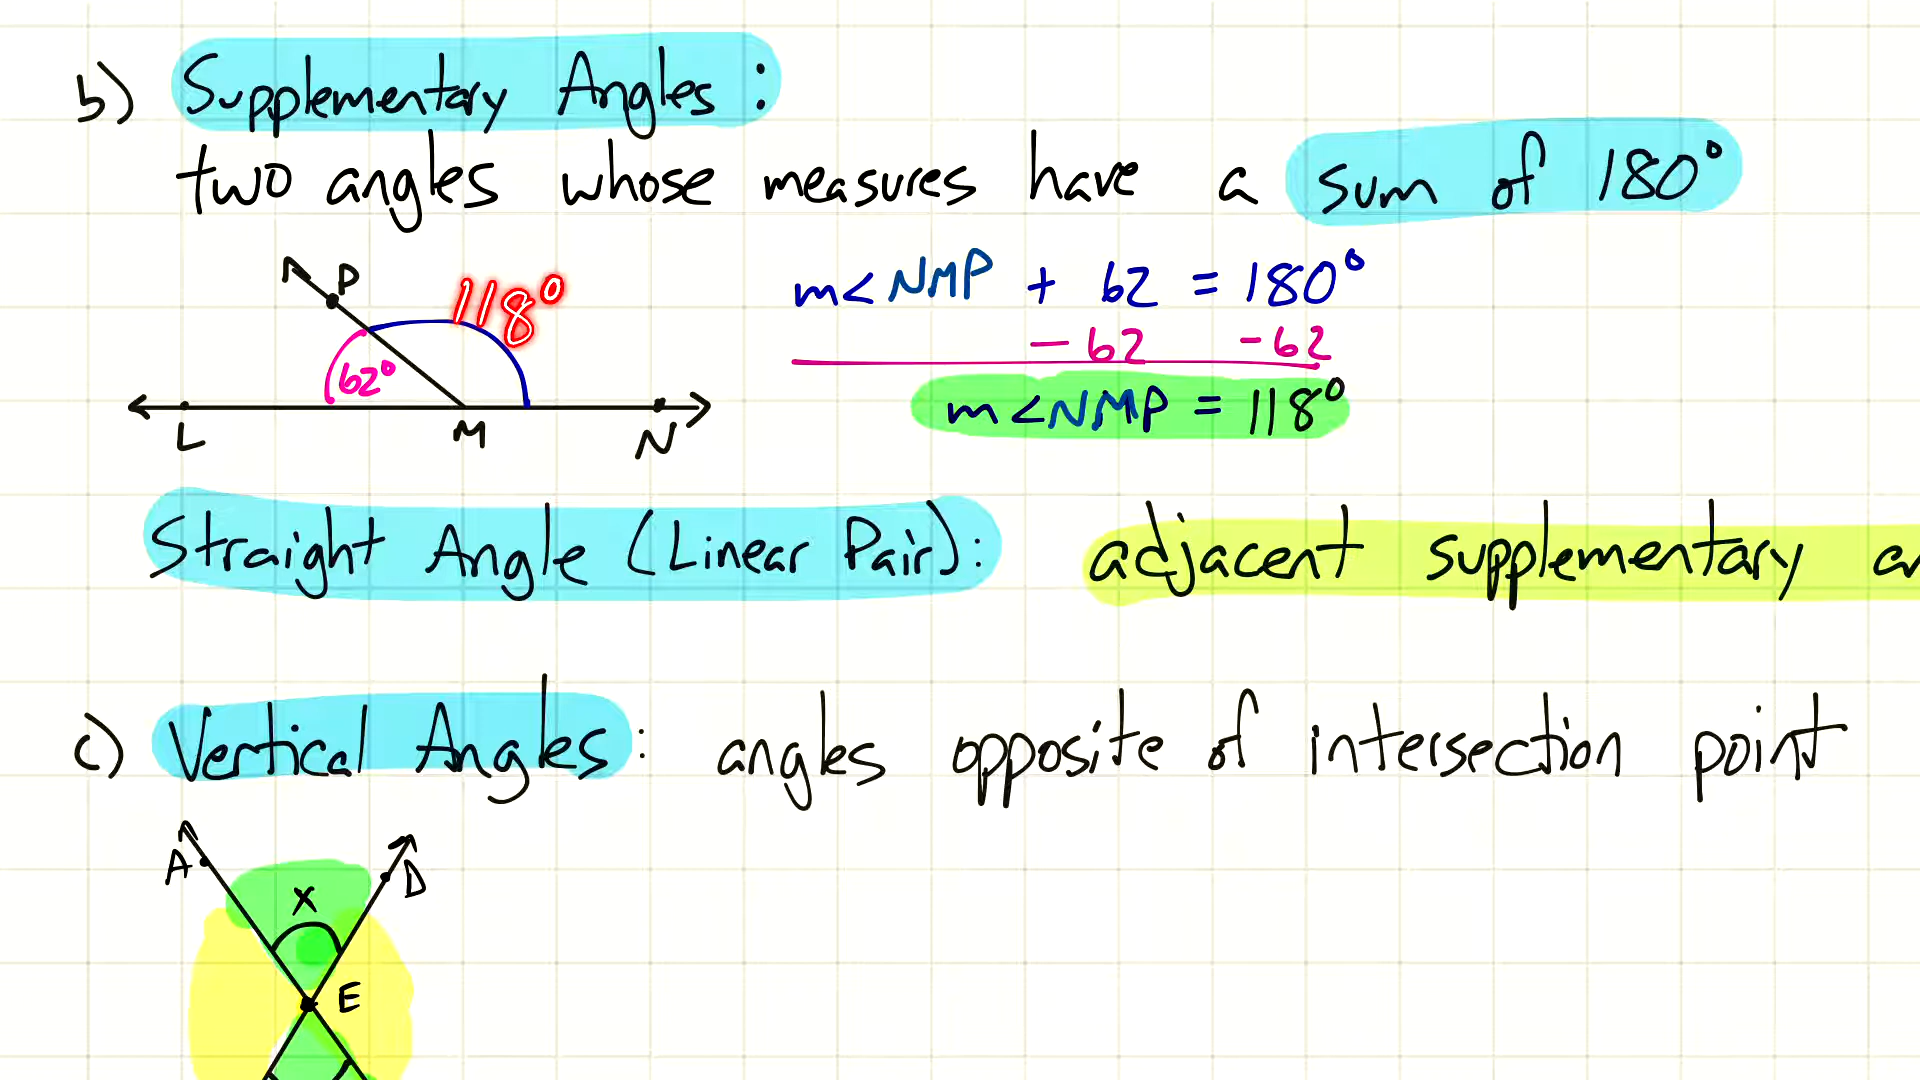 b) Supplementary Angles:
two angles whose measures have a sum of 180°
P 118° m<NMP + 62 = 180°
62° - 62 - 62
L M N m<NMP = 118°
Straight Angle (Linear Pair): adjacent supplementary
c) Vertical Angles: angles opposite of intersection point
A X D
E